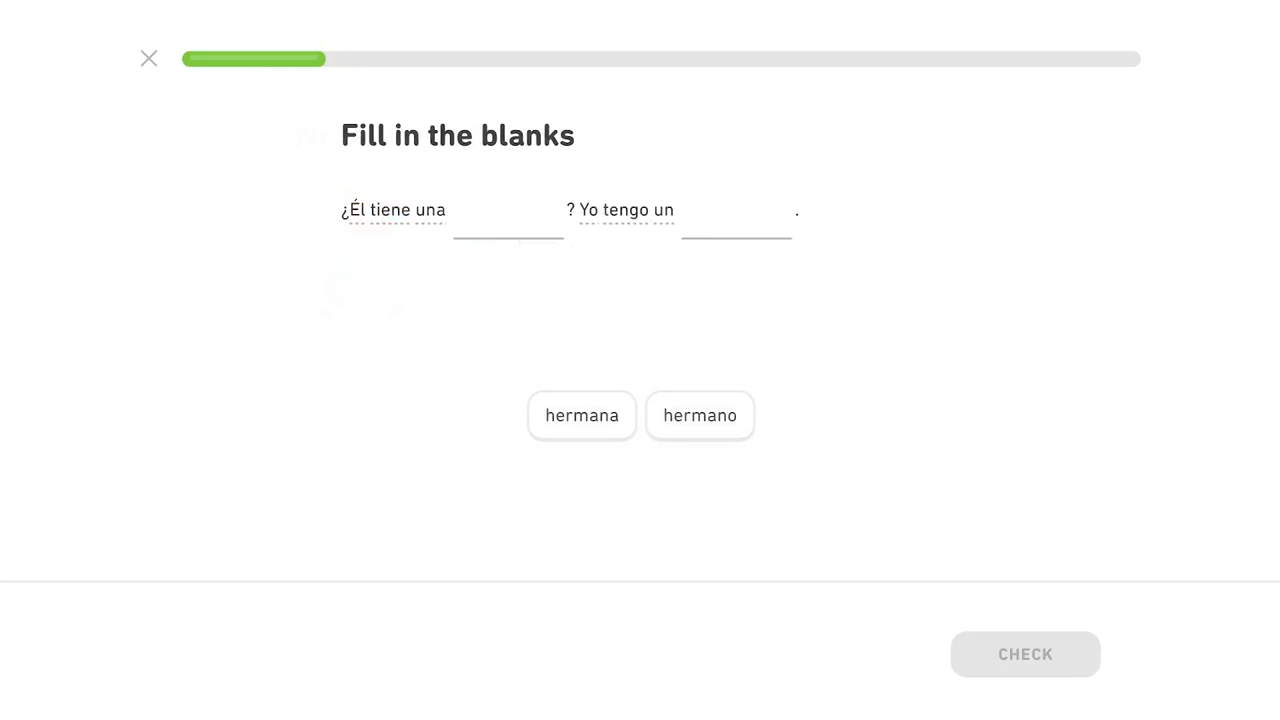 Fill in the blanks
¿Él tiene una ? Yo tengo un .
hermana hermano
CHECK